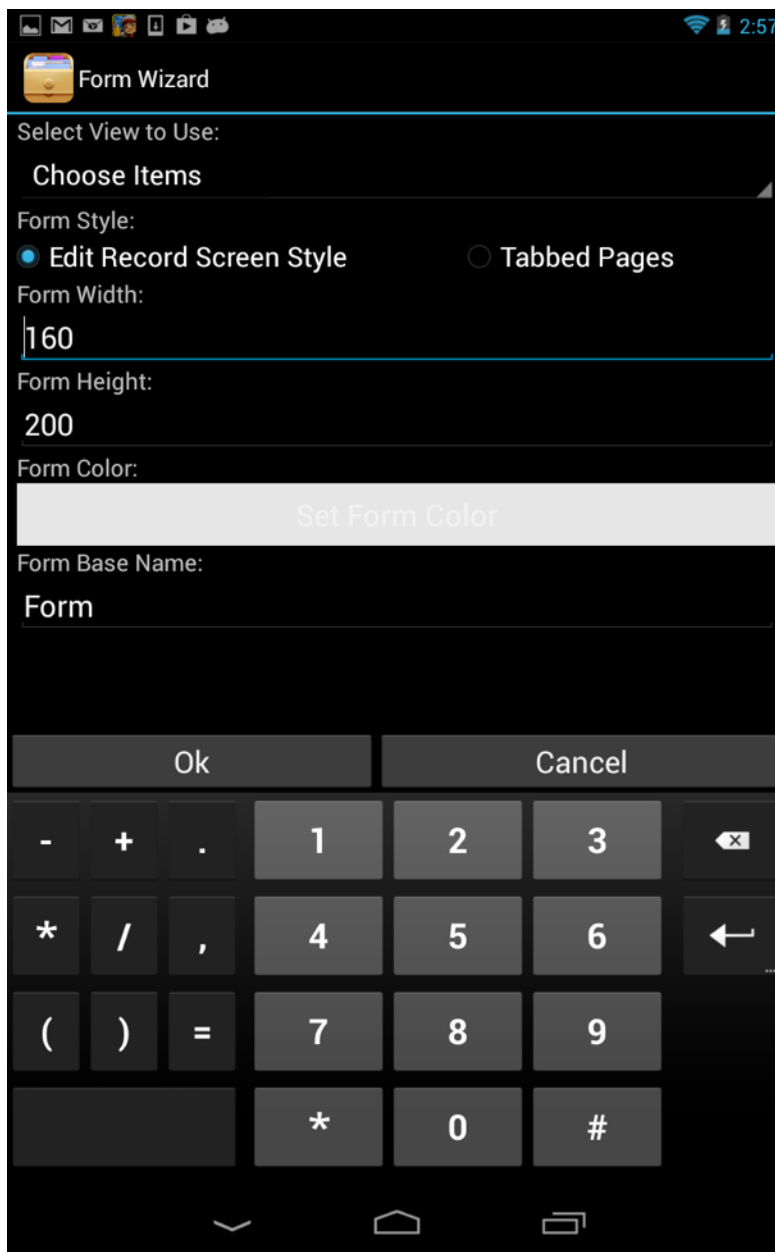 2:57
Form Wizard
Select View to Use:
Choose Items
Form Style:
Edit Record Screen Style Tabbed Pages
Form Width:
160
Form Height:
200
Form Color:
Set Form Color
Form Base Name:
Form
Ok Cancel
- + . 1 2 3
* / , 4 5 6
( ) = 7 8 9
* 0 #